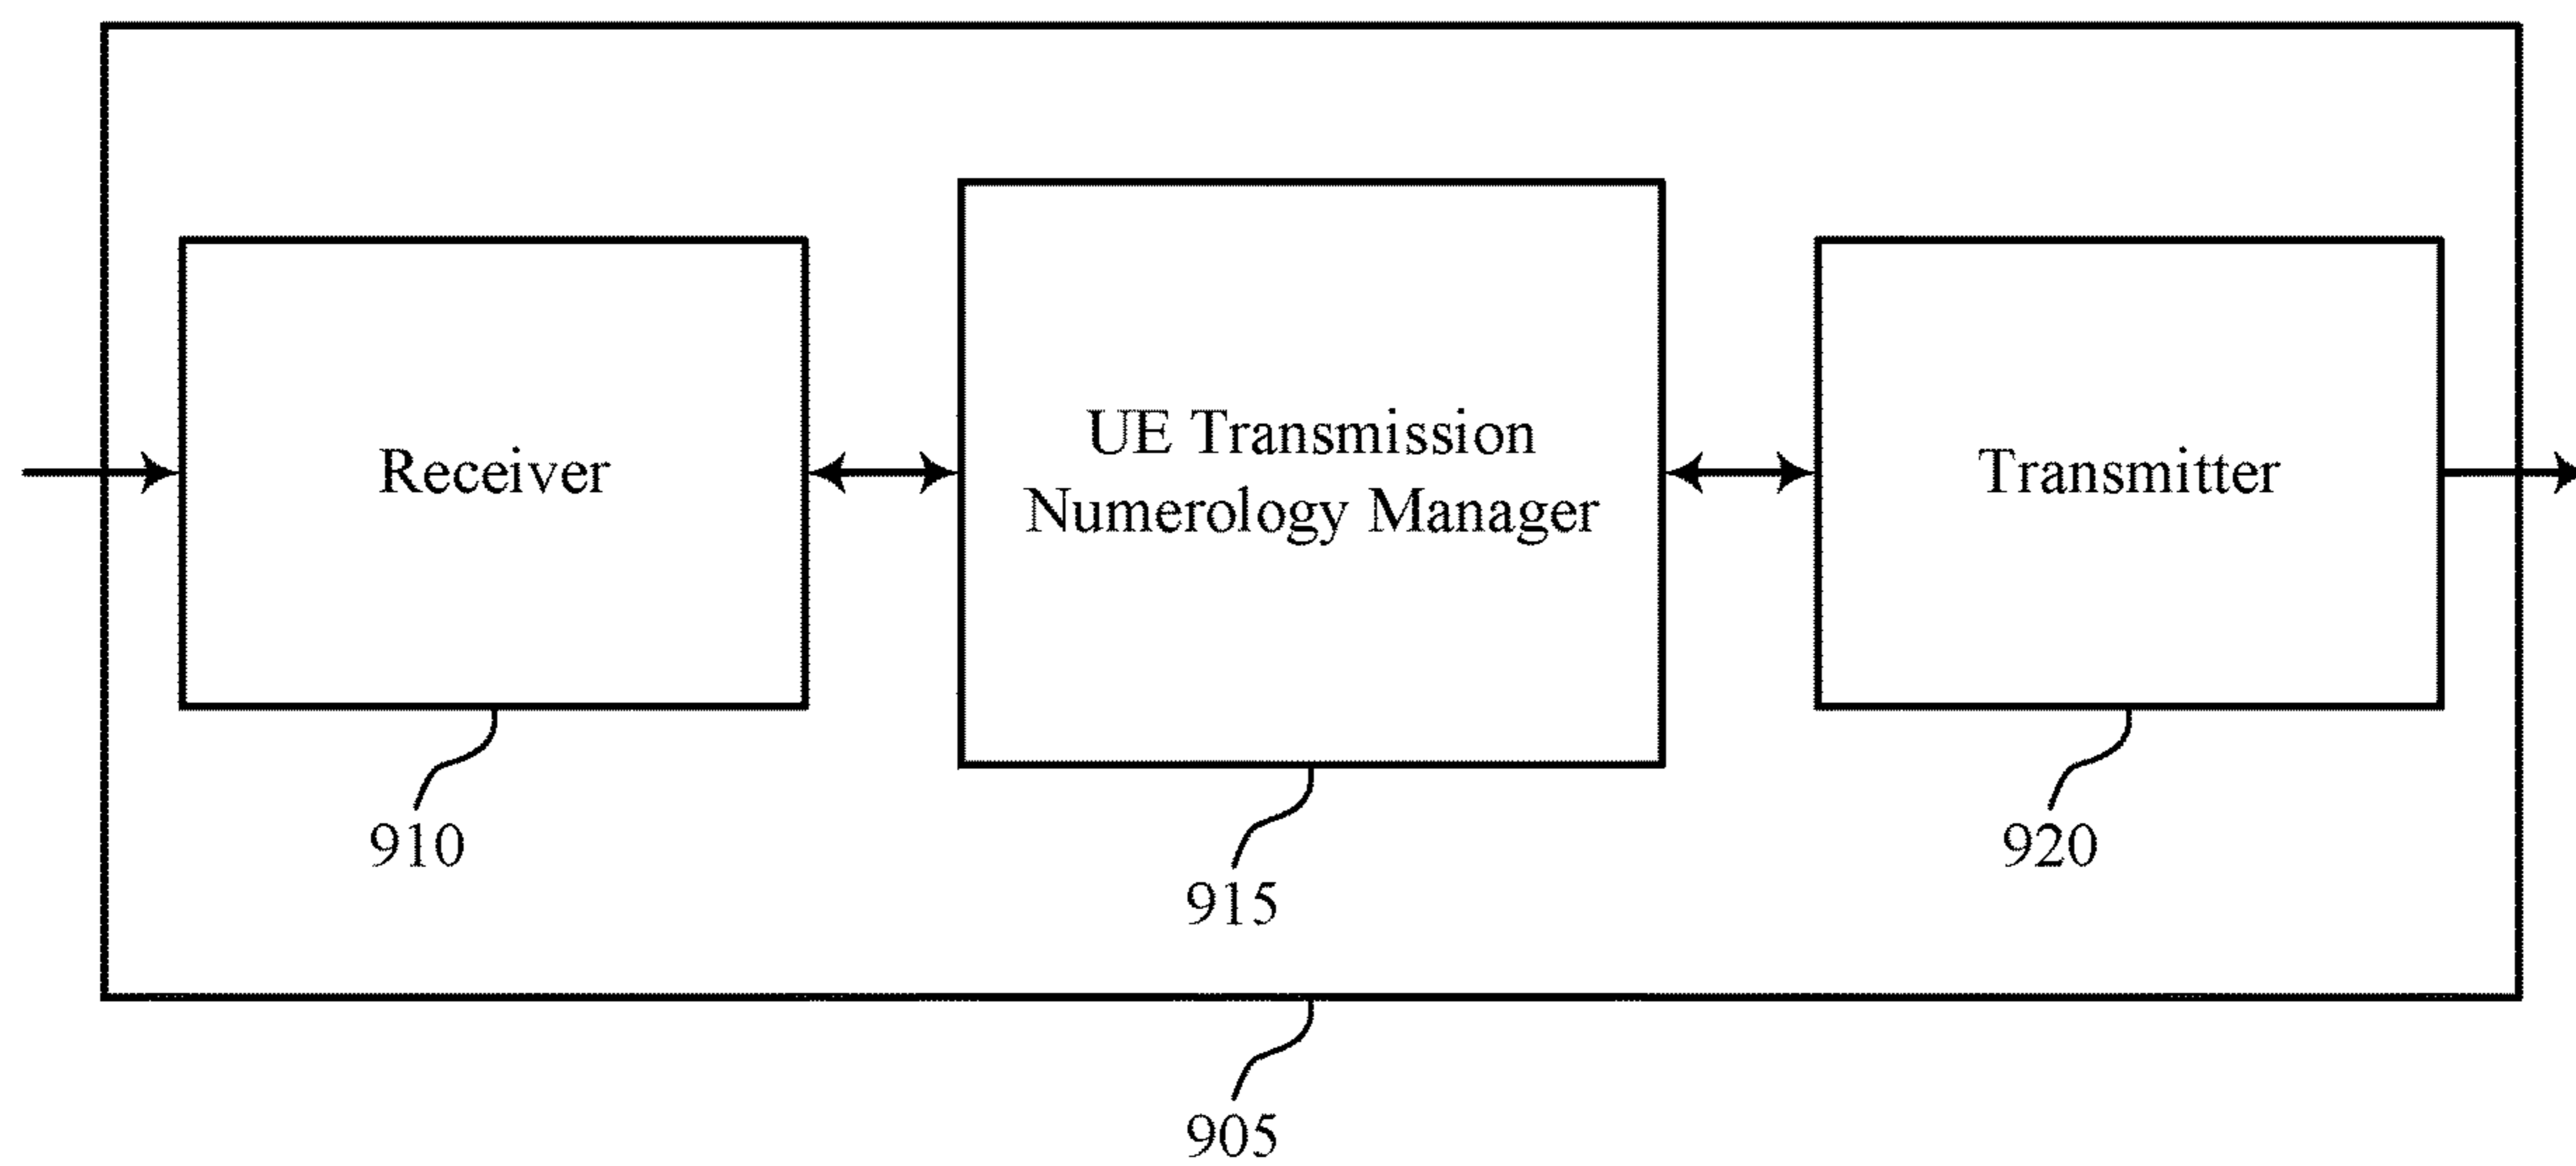 Receiver
UE Transmission
Numerology Manager
Transmitter
910
915
920
905